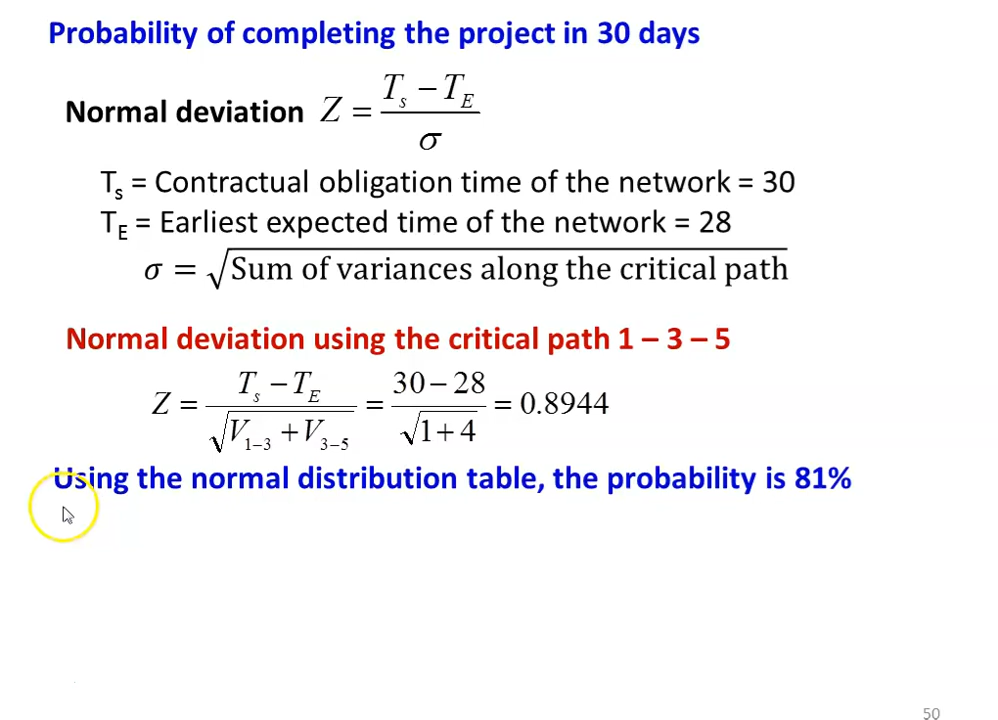 Probability of completing the project in 30 days
Normal deviation Z = (Tₛ − T_E) / σ
Tₛ = Contractual obligation time of the network = 30
T_E = Earliest expected time of the network = 28
σ = √(Sum of variances along the critical path)
Normal deviation using the critical path 1 – 3 – 5
Z = (Tₛ − T_E) / √(V₁₋₃ + V₃₋₅) = (30 − 28) / √(1 + 4) = 0.8944
Using the normal distribution table, the probability is 81%
50